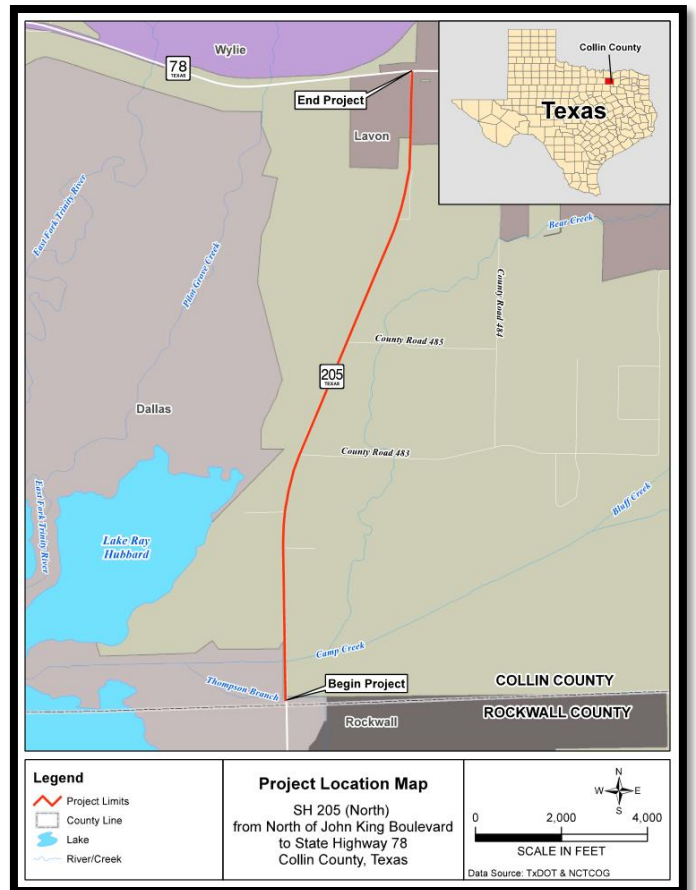 Wylie
78
TEXAS
End Project
Lavon
Collin County
Texas
East Fork Trinity River
Pilot Grove Creek
Bear Creek
County Road 484
County Road 485
205
TEXAS
Dallas
County Road 483
East Fork Trinity River
Lake Ray
Hubbard
Bluff Creek
Camp Creek
Thompson Branch
Begin Project
COLLIN COUNTY
ROCKWALL COUNTY
Rockwall
Legend
Project Limits
County Line
Lake
River/Creek
Project Location Map
SH 205 (North)
from North of John King Boulevard
to State Highway 78
Collin County, Texas
N
W E
S
0 2,000 4,000
SCALE IN FEET
Data Source: TxDOT & NCTCOG